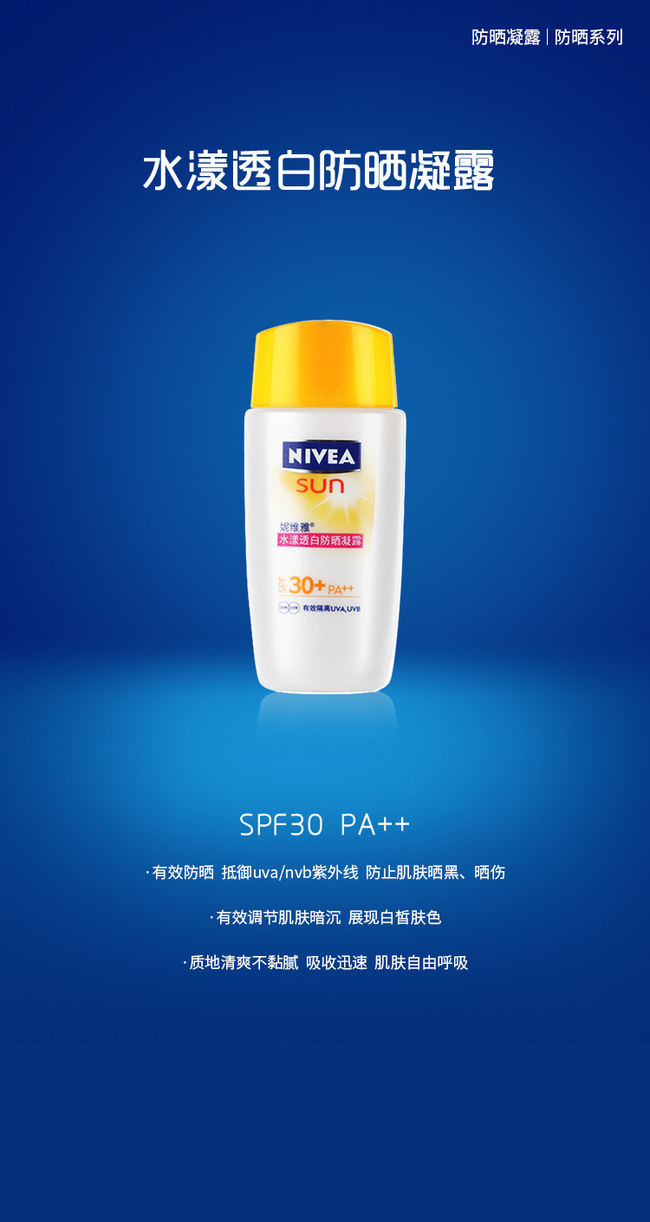 防晒凝露 | 防晒系列
水漾透白防晒凝露
NIVEA
sun
妮维雅®
水漾透白防晒凝露
SPF 30+ PA++
UVA UVB 有效隔离UVA,UVB
SPF30 PA++
·有效防晒 抵御uva/nvb紫外线 防止肌肤晒黑、晒伤
·有效调节肌肤暗沉 展现白皙肤色
·质地清爽不黏腻 吸收迅速 肌肤自由呼吸